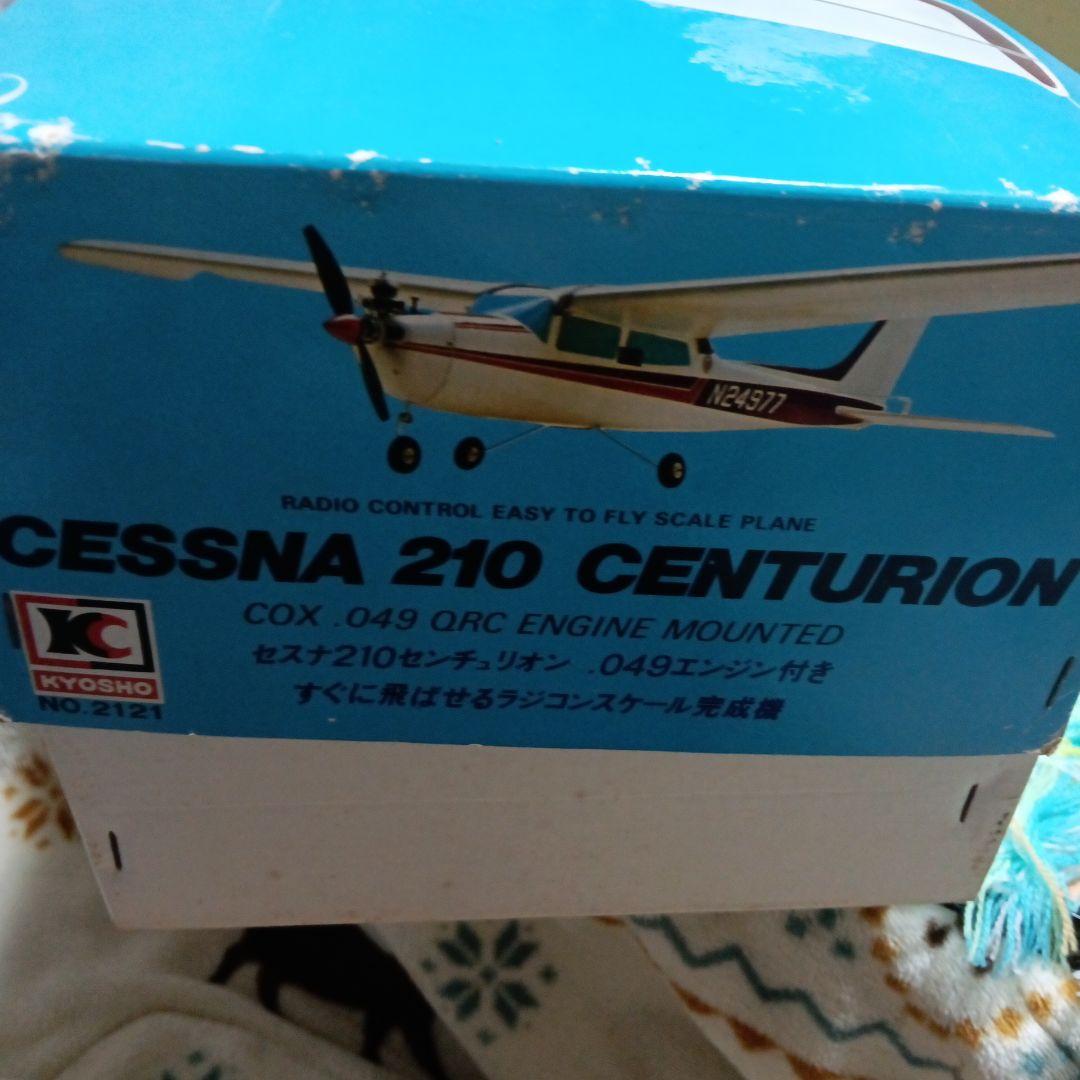 N24977
RADIO CONTROL EASY TO FLY SCALE PLANE
CESSNA 210 CENTURION
COX .049 QRC ENGINE MOUNTED
セスナ210センチュリオン .049エンジン付き
すぐに飛ばせるラジコンスケール完成機
KC
KYOSHO
NO.2121